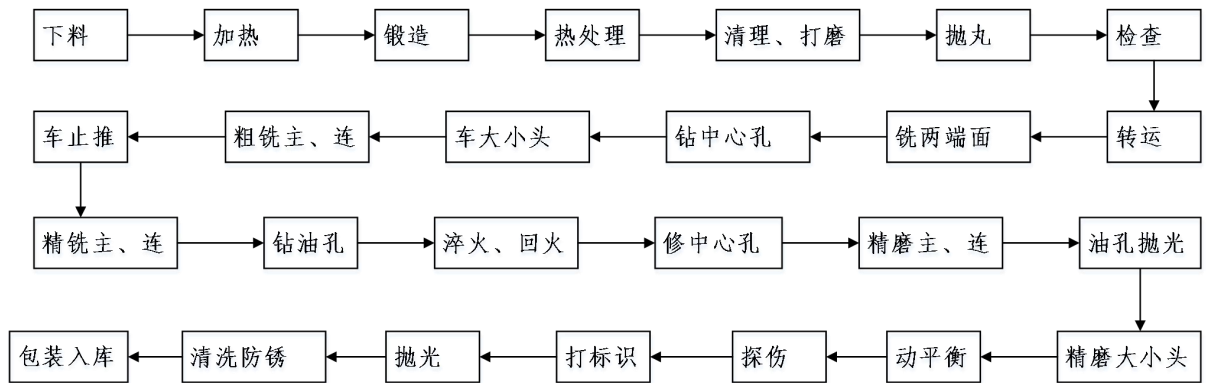 下料 加热 锻造 热处理 清理、打磨 抛丸 检查
车止推 粗铣主、连 车大小头 钻中心孔 铣两端面 转运
精铣主、连 钻油孔 淬火、回火 修中心孔 精磨主、连 油孔抛光
包装入库 清洗防锈 抛光 打标识 探伤 动平衡 精磨大小头